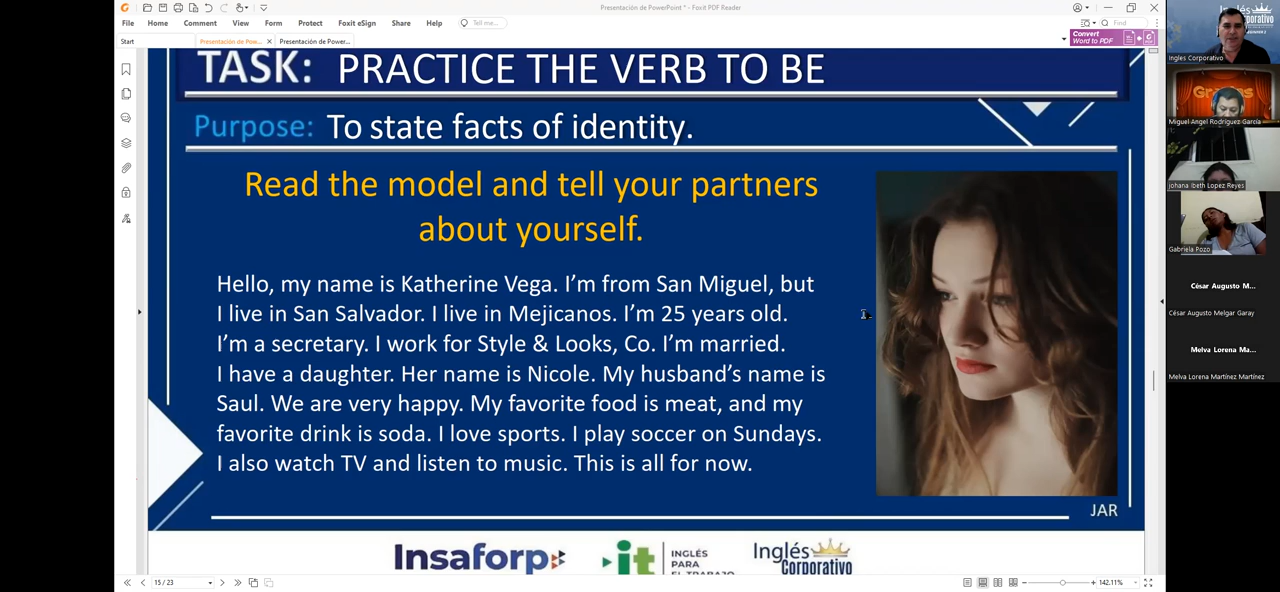 Presentación de PowerPoint * - Foxit PDF Reader
File Home Comment View Form Protect Foxit eSign Share Help Tell me... Find
Start Presentación de Pow... Presentación de Power...
Convert
Word to PDF
TASK: PRACTICE THE VERB TO BE
Purpose: To state facts of identity.
Read the model and tell your partners
about yourself.
Hello, my name is Katherine Vega. I'm from San Miguel, but
I live in San Salvador. I live in Mejicanos. I'm 25 years old.
I'm a secretary. I work for Style & Looks, Co. I'm married.
I have a daughter. Her name is Nicole. My husband's name is
Saul. We are very happy. My favorite food is meat, and my
favorite drink is soda. I love sports. I play soccer on Sundays.
I also watch TV and listen to music. This is all for now.
JAR
Insaforp
it INGLÉS
PARA
EL TRABAJO
Inglés
Corporativo
15 / 23
142.11%
Inglés
Corporativo
Ingles Corporativo
Miguel Angel Rodriguez Garcia
Johana Ibeth Lopez Reyes
Gabriela Pozo
César Augusto M...
César Augusto Melgar Garay
Melva Lorena Ma...
Melva Lorena Martínez Martínez